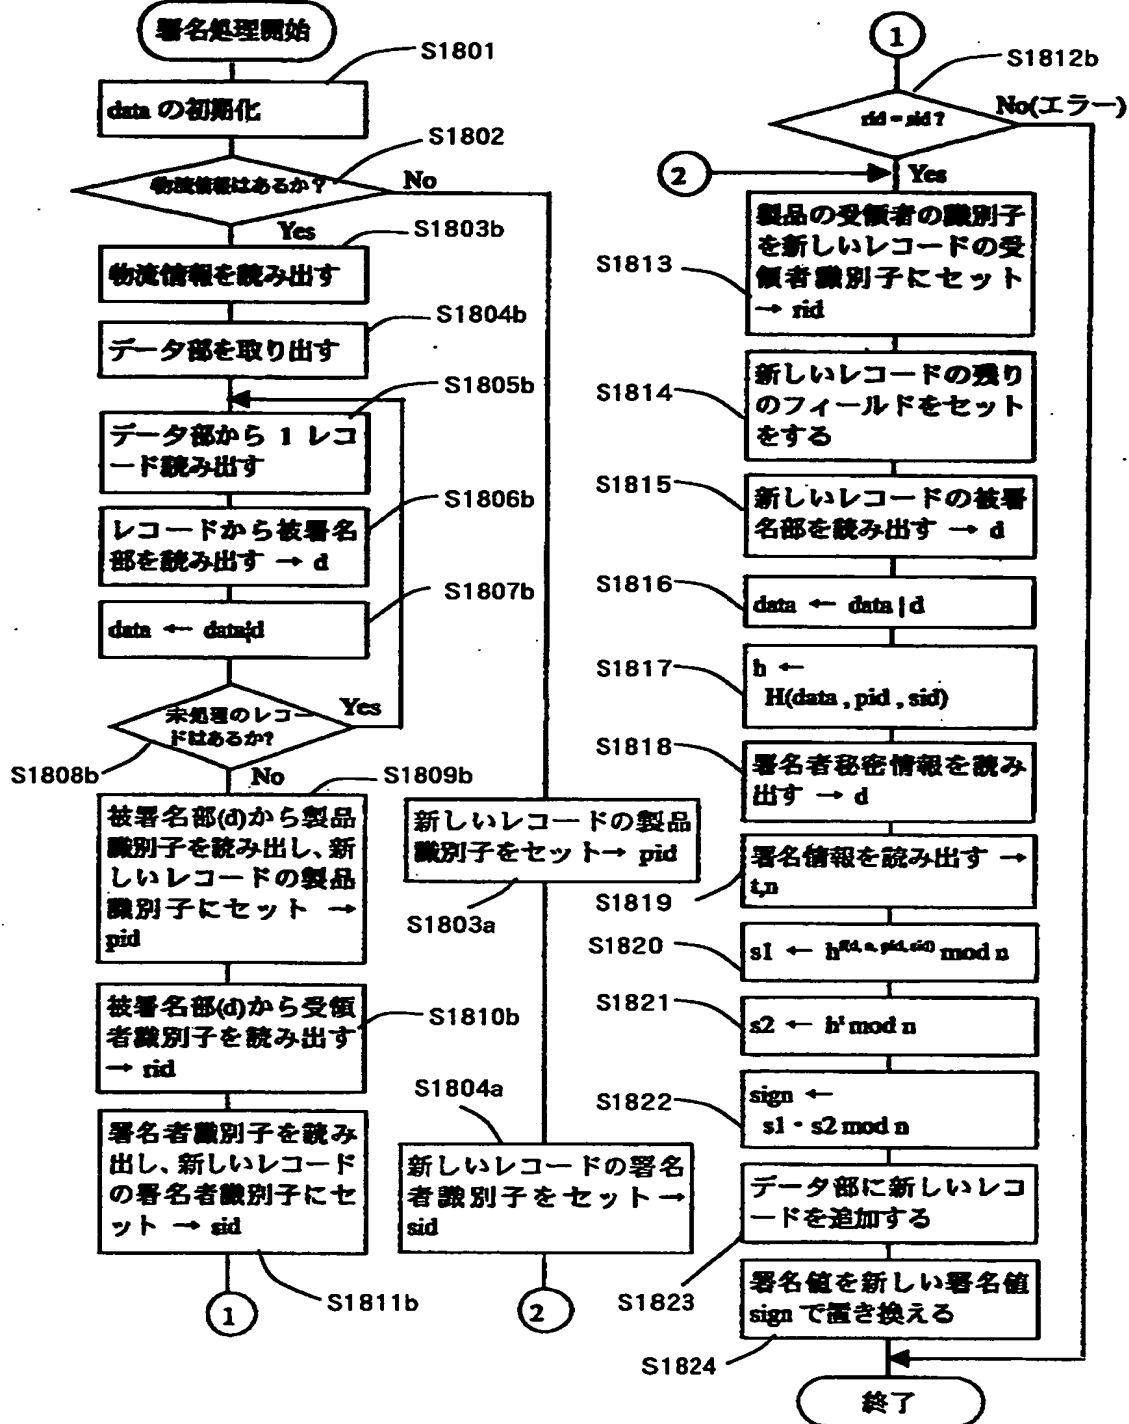 署名処理開始
S1801
data の初期化
S1802
物流情報はあるか？
No
Yes
S1803b
物流情報を読み出す
S1804b
データ部を取り出す
S1805b
データ部から 1 レコ
ード読み出す
S1806b
レコードから被署名
部を読み出す → d
S1807b
data ← data|d
未処理のレコー
ドはあるか?
Yes
S1808b
No
S1809b
被署名部(d)から製品
識別子を読み出し、新
しいレコードの製品
識別子にセット →
pid
S1810b
被署名部(d)から受領
者識別子を読み出す
→ rid
署名者識別子を読み
出し、新しいレコード
の署名者識別子にセ
ット → sid
S1811b
1
新しいレコードの製品
識別子をセット→ pid
S1803a
S1804a
新しいレコードの署名
者識別子をセット→
sid
2
1
S1812b
rid = sid ?
No(エラー)
2
Yes
製品の受領者の識別子
を新しいレコードの受
領者識別子にセット
→ rid
S1813
新しいレコードの残り
のフィールドをセット
をする
S1814
S1815
新しいレコードの被署
名部を読み出す → d
S1816
data ← data | d
S1817
h ←
H(data , pid , sid)
S1818
署名者秘密情報を読み
出す → d
署名情報を読み出す →
t,n
S1819
S1820
s1 ← h^f(d, n, pid, sid) mod n
S1821
s2 ← h^t mod n
S1822
sign ←
s1・s2 mod n
データ部に新しいレコ
ードを追加する
S1823
署名値を新しい署名値
sign で置き換える
S1824
終了